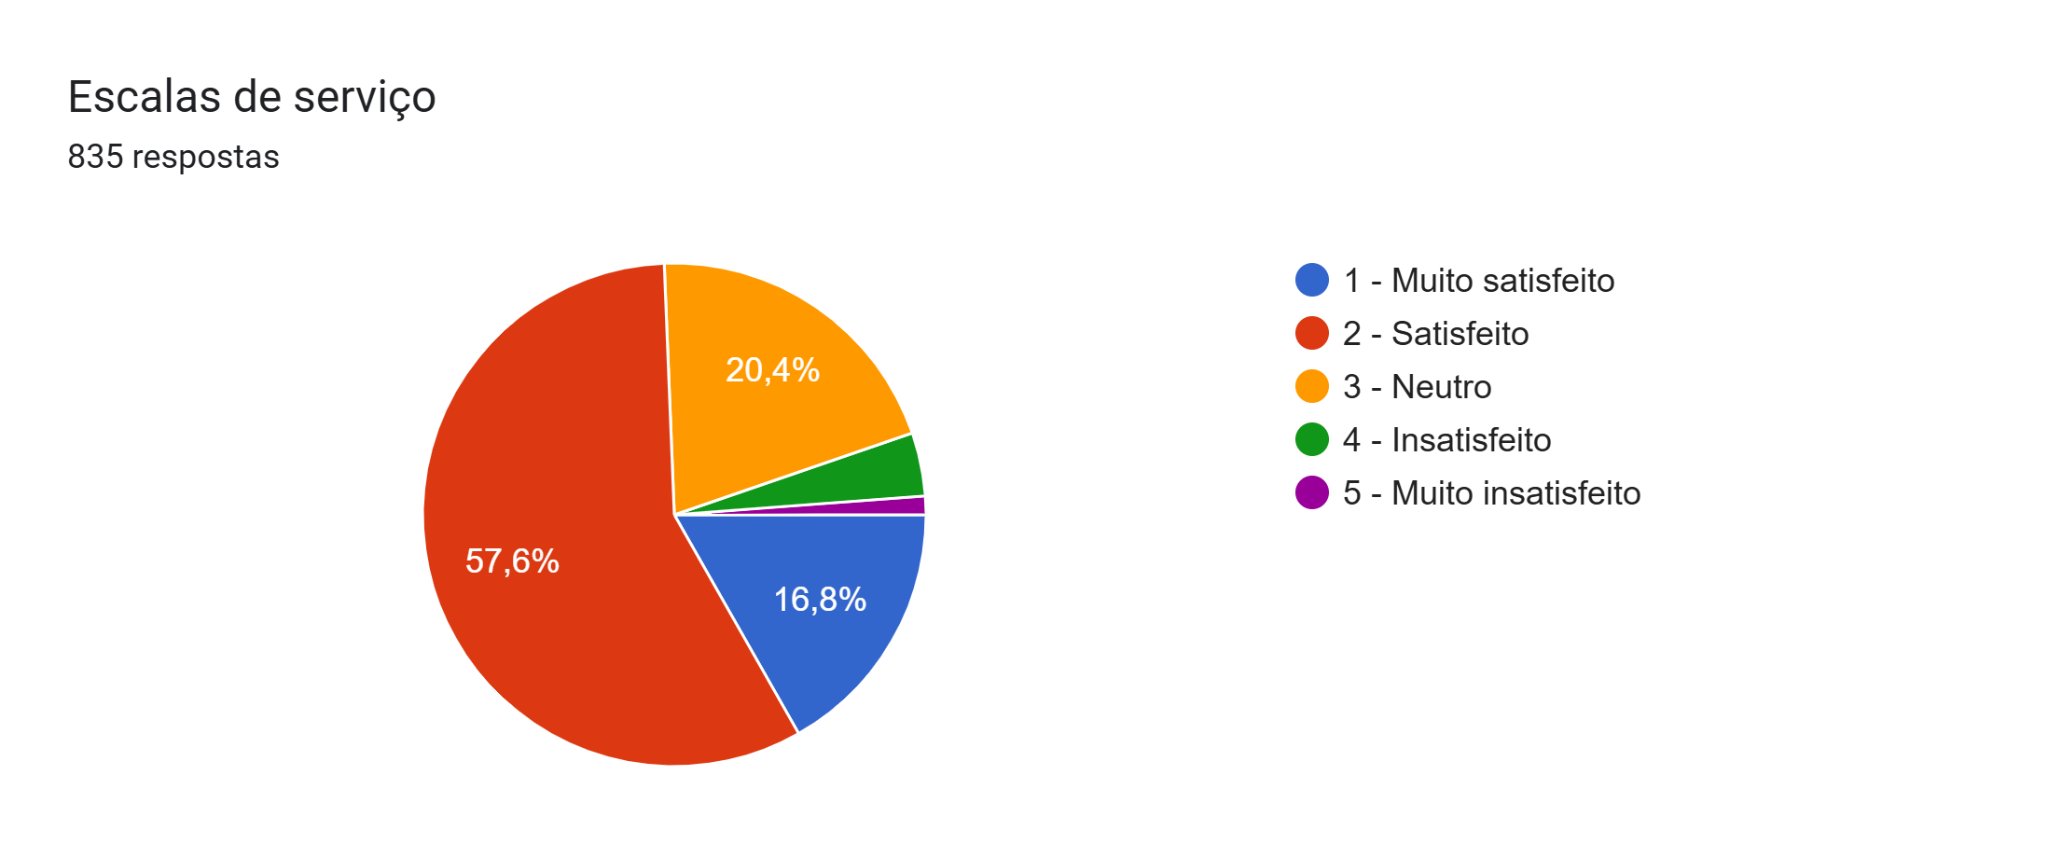 Escalas de serviço
835 respostas
20,4%
57,6%
16,8%
1 - Muito satisfeito
2 - Satisfeito
3 - Neutro
4 - Insatisfeito
5 - Muito insatisfeito